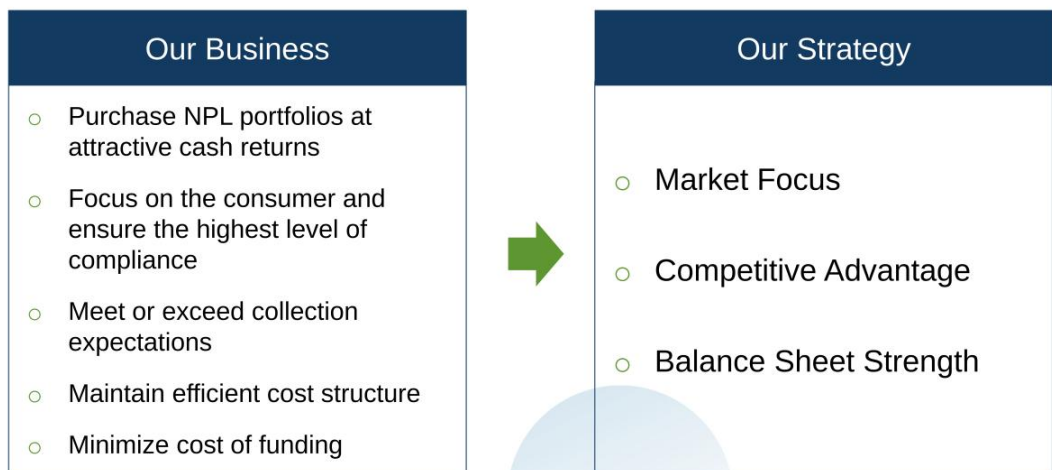 Our Business
Purchase NPL portfolios at
attractive cash returns
Focus on the consumer and
ensure the highest level of
compliance
Meet or exceed collection
expectations
Maintain efficient cost structure
Minimize cost of funding
Our Strategy
Market Focus
Competitive Advantage
Balance Sheet Strength